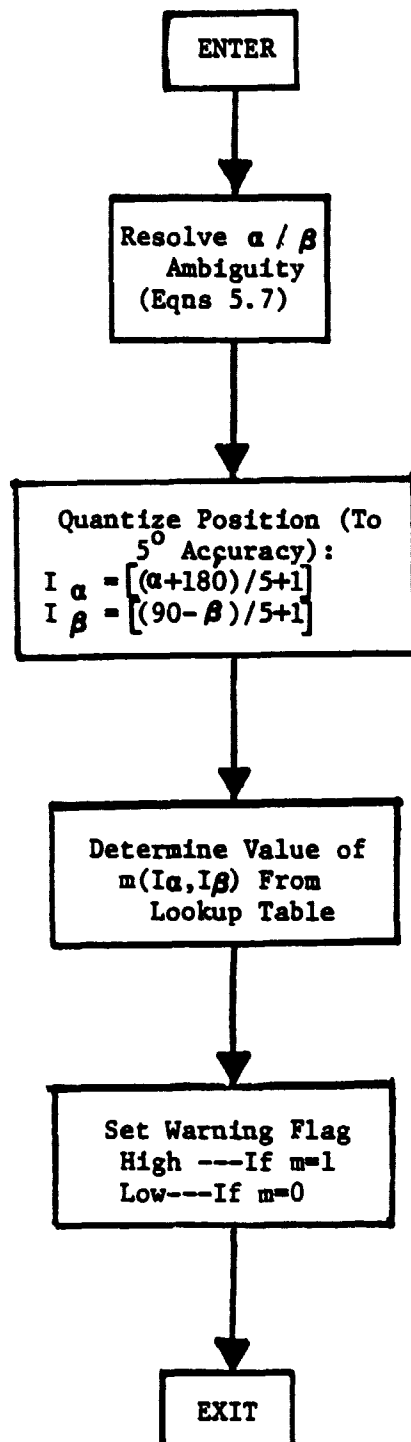 ENTER
Resolve α / β
Ambiguity
(Eqns 5.7)
Quantize Position (To
5° Accuracy):
I α = [(α+180)/5+1]
I β = [(90-β)/5+1]
Determine Value of
m(Iα,Iβ) From
Lookup Table
Set Warning Flag
High ---If m=1
Low---If m=0
EXIT